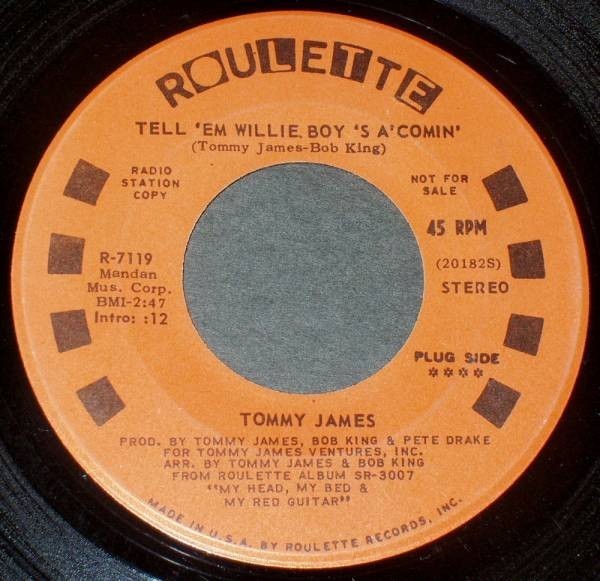 ROULETTE
TELL 'EM WILLIE BOY 'S A' COMIN'
(Tommy James-Bob King)
RADIO
STATION
COPY
NOT FOR
SALE
45 RPM
R-7119
Mandan
Mus. Corp.
BMI-2:47
Intro: :12
(20182S)
STEREO
PLUG SIDE
****
TOMMY JAMES
PROD. BY TOMMY JAMES, BOB KING & PETE DRAKE
FOR TOMMY JAMES VENTURES, INC.
ARR. BY TOMMY JAMES & BOB KING
FROM ROULETTE ALBUM SR-3007
"MY HEAD, MY BED &
MY RED GUITAR"
MADE IN U.S.A. BY ROULETTE RECORDS, INC.